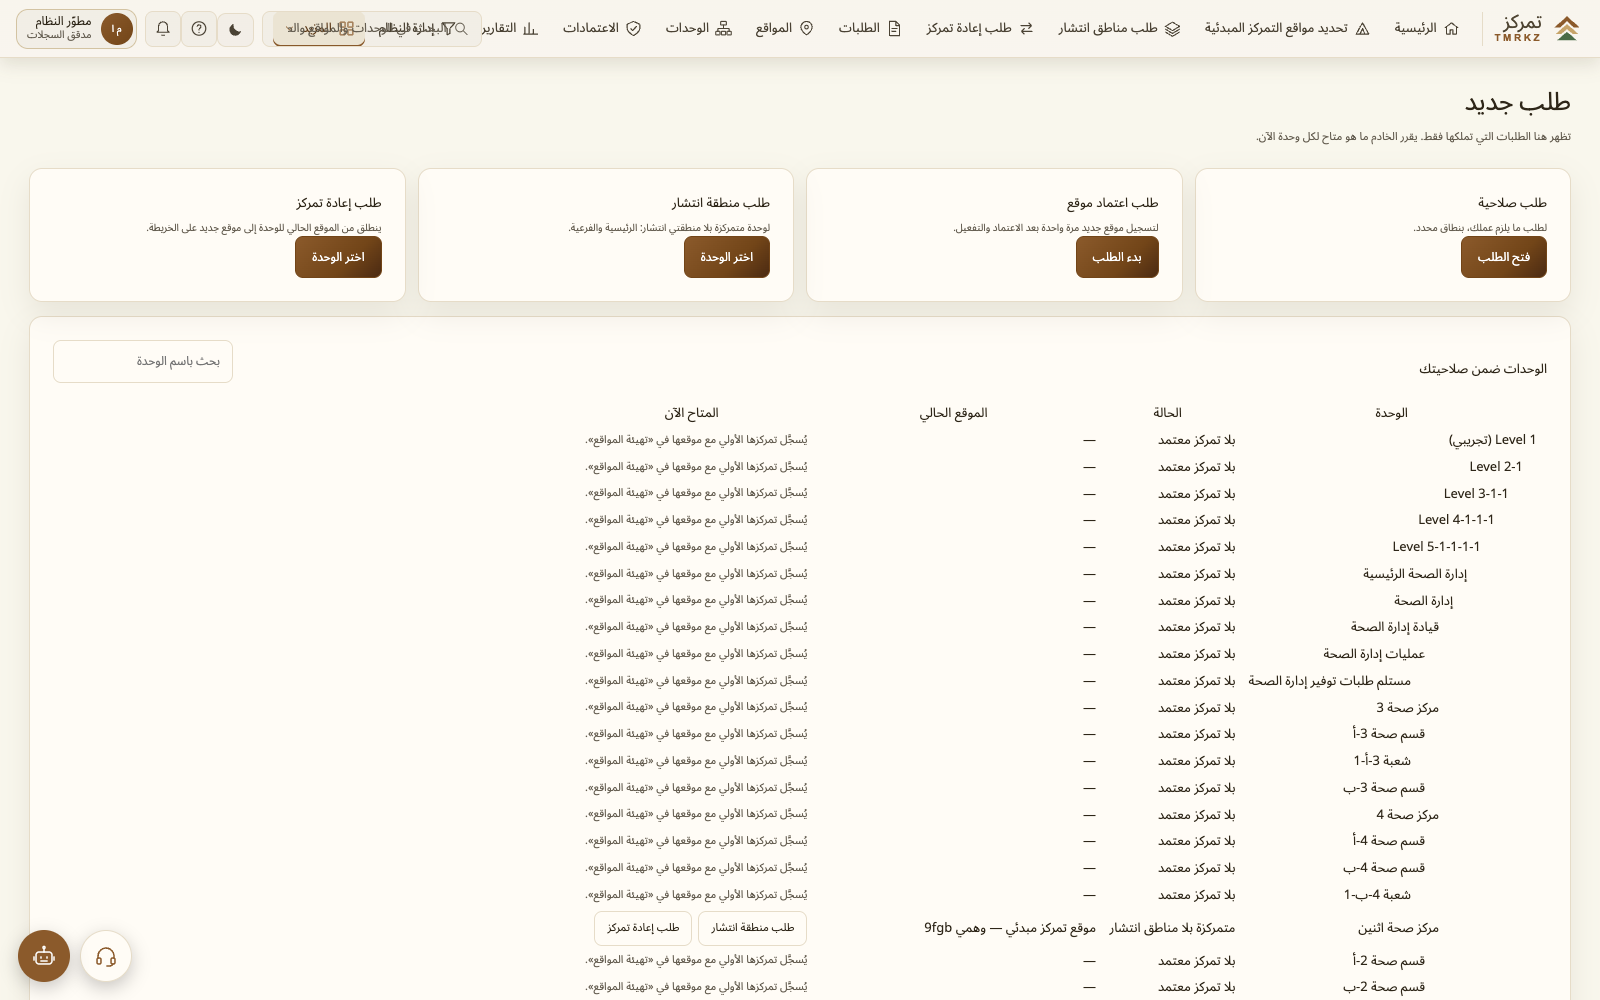 تمركز
TMRKZ
الرئيسية
تحديد مواقع التمركز المبدئية
طلب مناطق انتشار
طلب إعادة تمركز
الطلبات
المواقع
الوحدات
الاعتمادات
التقارير
م ا
مطوّر النظام
مدقق السجلات
طلب جديد
تظهر هنا الطلبات التي تملكها فقط. يقرر الخادم ما هو متاح لكل وحدة الآن.
طلب صلاحية
لطلب ما يلزم عملك، بنطاق محدد.
فتح الطلب
طلب اعتماد موقع
لتسجيل موقع جديد مرة واحدة بعد الاعتماد والتفعيل.
بدء الطلب
طلب منطقة انتشار
لوحدة متمركزة بلا منطقتي انتشار: الرئيسية والفرعية.
اختر الوحدة
طلب إعادة تمركز
ينطلق من الموقع الحالي للوحدة إلى موقع جديد على الخريطة.
اختر الوحدة
الوحدات ضمن صلاحيتك
بحث باسم الوحدة
الوحدة الحالة الموقع الحالي المتاح الآن
Level 1 (تجريبي) بلا تمركز معتمد — يُسجَّل تمركزها الأولي مع موقعها في «تهيئة المواقع».
Level 2-1 بلا تمركز معتمد — يُسجَّل تمركزها الأولي مع موقعها في «تهيئة المواقع».
Level 3-1-1 بلا تمركز معتمد — يُسجَّل تمركزها الأولي مع موقعها في «تهيئة المواقع».
Level 4-1-1-1 بلا تمركز معتمد — يُسجَّل تمركزها الأولي مع موقعها في «تهيئة المواقع».
Level 5-1-1-1-1 بلا تمركز معتمد — يُسجَّل تمركزها الأولي مع موقعها في «تهيئة المواقع».
إدارة الصحة الرئيسية بلا تمركز معتمد — يُسجَّل تمركزها الأولي مع موقعها في «تهيئة المواقع».
إدارة الصحة بلا تمركز معتمد — يُسجَّل تمركزها الأولي مع موقعها في «تهيئة المواقع».
قيادة إدارة الصحة بلا تمركز معتمد — يُسجَّل تمركزها الأولي مع موقعها في «تهيئة المواقع».
عمليات إدارة الصحة بلا تمركز معتمد — يُسجَّل تمركزها الأولي مع موقعها في «تهيئة المواقع».
مستلم طلبات توفير إدارة الصحة بلا تمركز معتمد — يُسجَّل تمركزها الأولي مع موقعها في «تهيئة المواقع».
مركز صحة 3 بلا تمركز معتمد — يُسجَّل تمركزها الأولي مع موقعها في «تهيئة المواقع».
قسم صحة 3-أ بلا تمركز معتمد — يُسجَّل تمركزها الأولي مع موقعها في «تهيئة المواقع».
شعبة 3-أ-1 بلا تمركز معتمد — يُسجَّل تمركزها الأولي مع موقعها في «تهيئة المواقع».
قسم صحة 3-ب بلا تمركز معتمد — يُسجَّل تمركزها الأولي مع موقعها في «تهيئة المواقع».
مركز صحة 4 بلا تمركز معتمد — يُسجَّل تمركزها الأولي مع موقعها في «تهيئة المواقع».
قسم صحة 4-أ بلا تمركز معتمد — يُسجَّل تمركزها الأولي مع موقعها في «تهيئة المواقع».
قسم صحة 4-ب بلا تمركز معتمد — يُسجَّل تمركزها الأولي مع موقعها في «تهيئة المواقع».
شعبة 4-ب-1 بلا تمركز معتمد — يُسجَّل تمركزها الأولي مع موقعها في «تهيئة المواقع».
مركز صحة اثنين متمركزة بلا مناطق انتشار موقع تمركز مبدئي — وهمي 9fgb طلب منطقة انتشار طلب إعادة تمركز
قسم صحة 2-أ بلا تمركز معتمد — يُسجَّل تمركزها الأولي مع موقعها في «تهيئة المواقع».
قسم صحة 2-ب بلا تمركز معتمد — يُسجَّل تمركزها الأولي مع موقعها في «تهيئة المواقع».